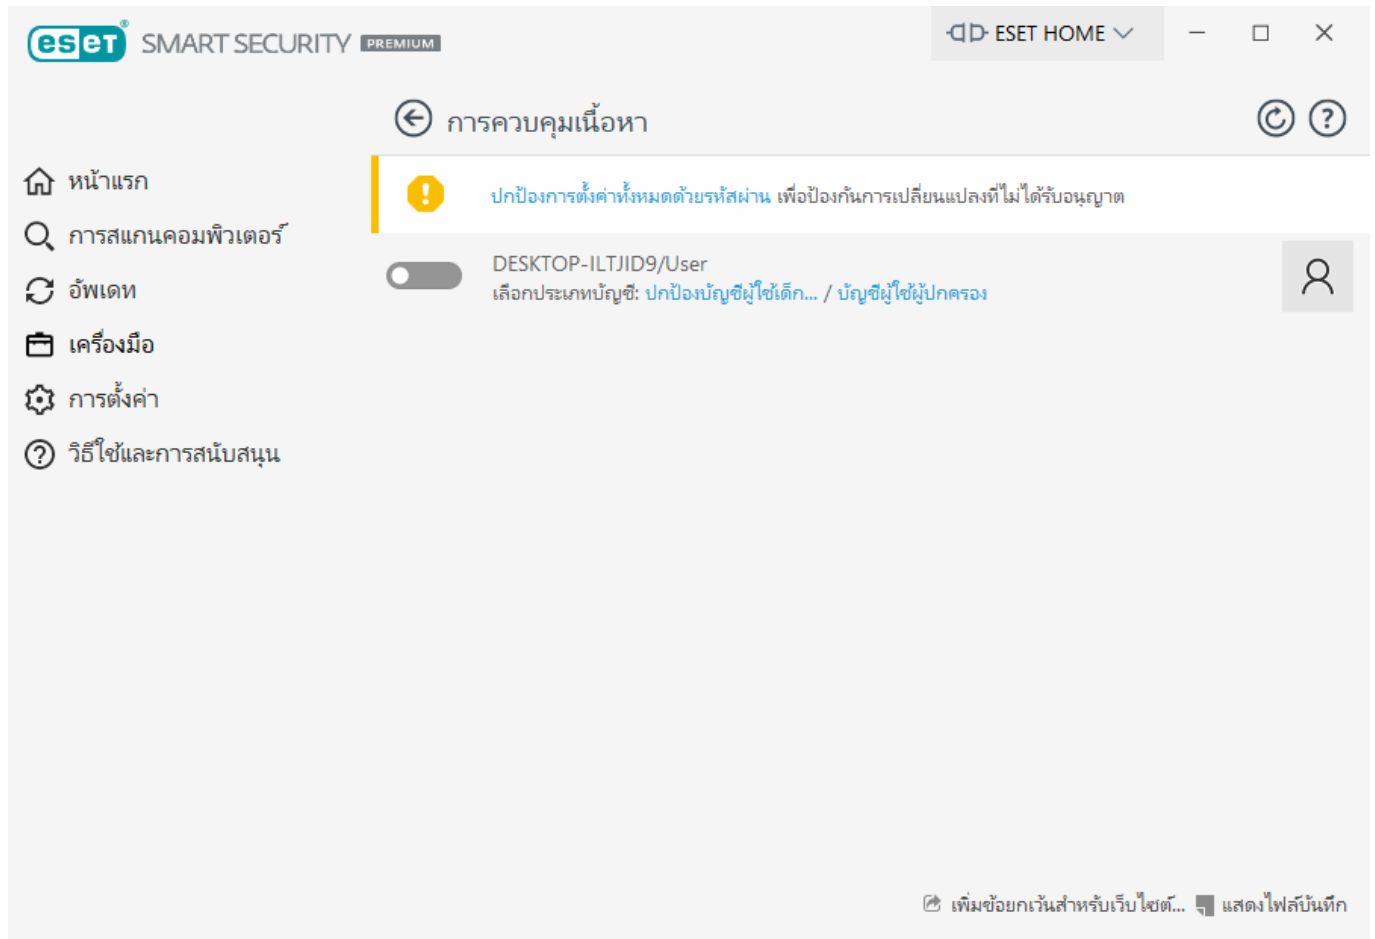 eseT® SMART SECURITY PREMIUM
ESET HOME
การควบคุมเนื้อหา
หน้าแรก
การสแกนคอมพิวเตอร์
อัพเดท
เครื่องมือ
การตั้งค่า
วิธีใช้และการสนับสนุน
ปกป้องการตั้งค่าทั้งหมดด้วยรหัสผ่าน เพื่อป้องกันการเปลี่ยนแปลงที่ไม่ได้รับอนุญาต
DESKTOP-ILTJID9/User
เลือกประเภทบัญชี: ปกป้องบัญชีผู้ใช้เด็ก... / บัญชีผู้ใช้ผู้ปกครอง
เพิ่มข้อยกเว้นสำหรับเว็บไซต์... แสดงไฟล์บันทึก